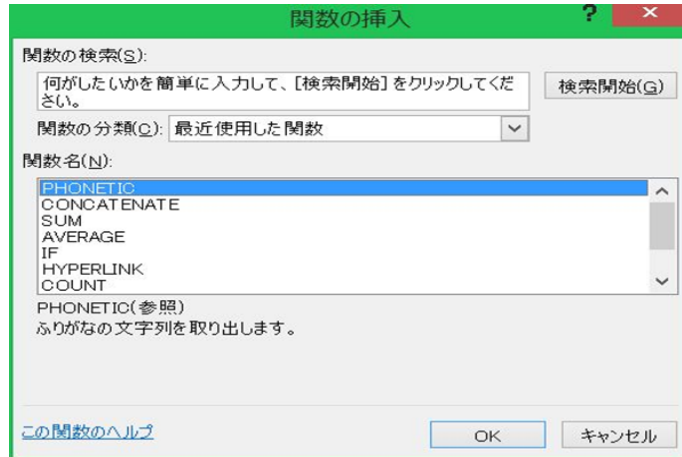 関数の挿入
? ×
関数の検索(S):
何がしたいかを簡単に入力して、[検索開始]をクリックしてくだ
さい。
検索開始(G)
関数の分類(C): 最近使用した関数
関数名(N):
PHONETIC
CONCATENATE
SUM
AVERAGE
IF
HYPERLINK
COUNT
PHONETIC(参照)
ふりがなの文字列を取り出します。
この関数のヘルプ
OK
キャンセル